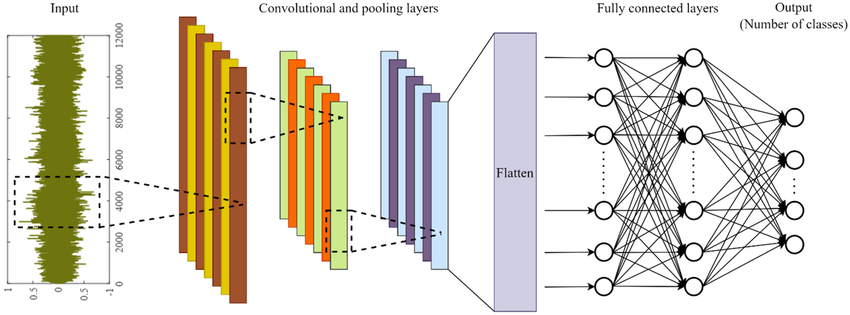 Input
Convolutional and pooling layers
Fully connected layers
Output
(Number of classes)
12000
10000
8000
6000
4000
2000
0
1
0.5
0
-0.5
-1
Flatten